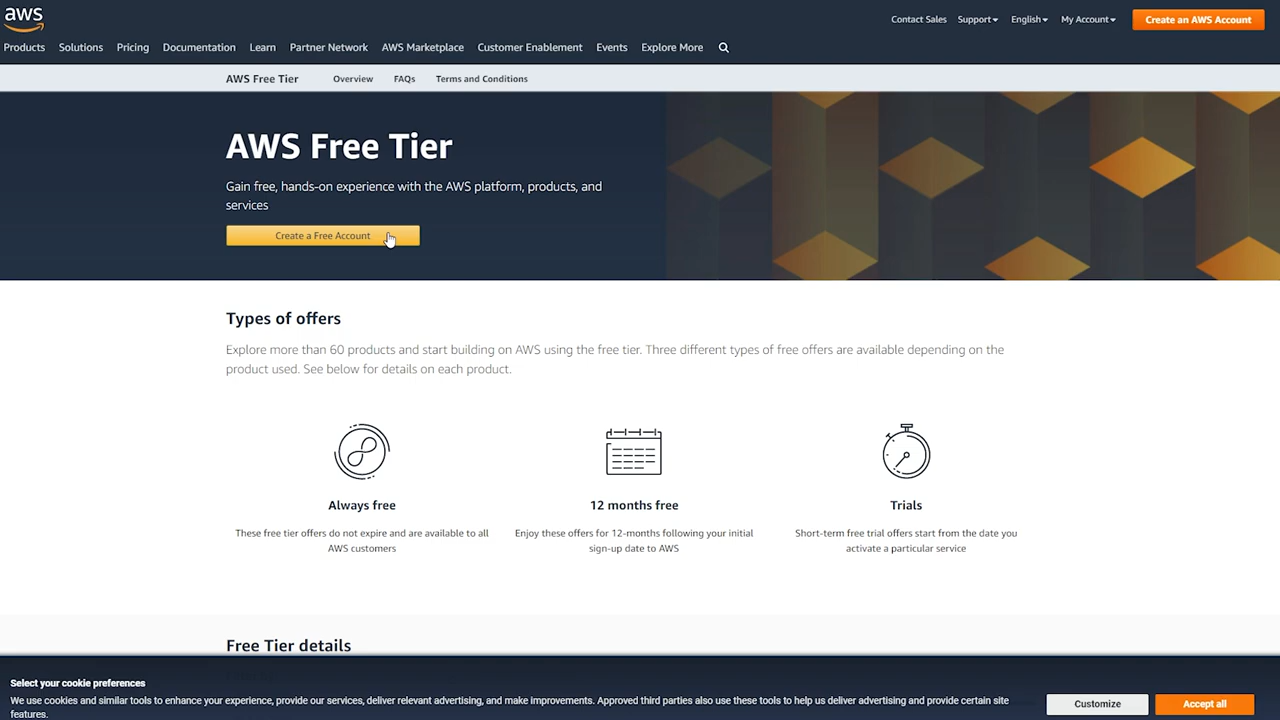 aws
Contact Sales Support English My Account Create an AWS Account
Products Solutions Pricing Documentation Learn Partner Network AWS Marketplace Customer Enablement Events Explore More
AWS Free Tier Overview FAQs Terms and Conditions
AWS Free Tier
Gain free, hands-on experience with the AWS platform, products, and
services
Create a Free Account
Types of offers
Explore more than 60 products and start building on AWS using the free tier. Three different types of free offers are available depending on the
product used. See below for details on each product.
Always free
These free tier offers do not expire and are available to all
AWS customers
12 months free
Enjoy these offers for 12-months following your initial
sign-up date to AWS
Trials
Short-term free trial offers start from the date you
activate a particular service
Free Tier details
Select your cookie preferences
We use cookies and similar tools to enhance your experience, provide our services, deliver relevant advertising, and make improvements. Approved third parties also use these tools to help us deliver advertising and provide certain site
features.
Customize
Accept all